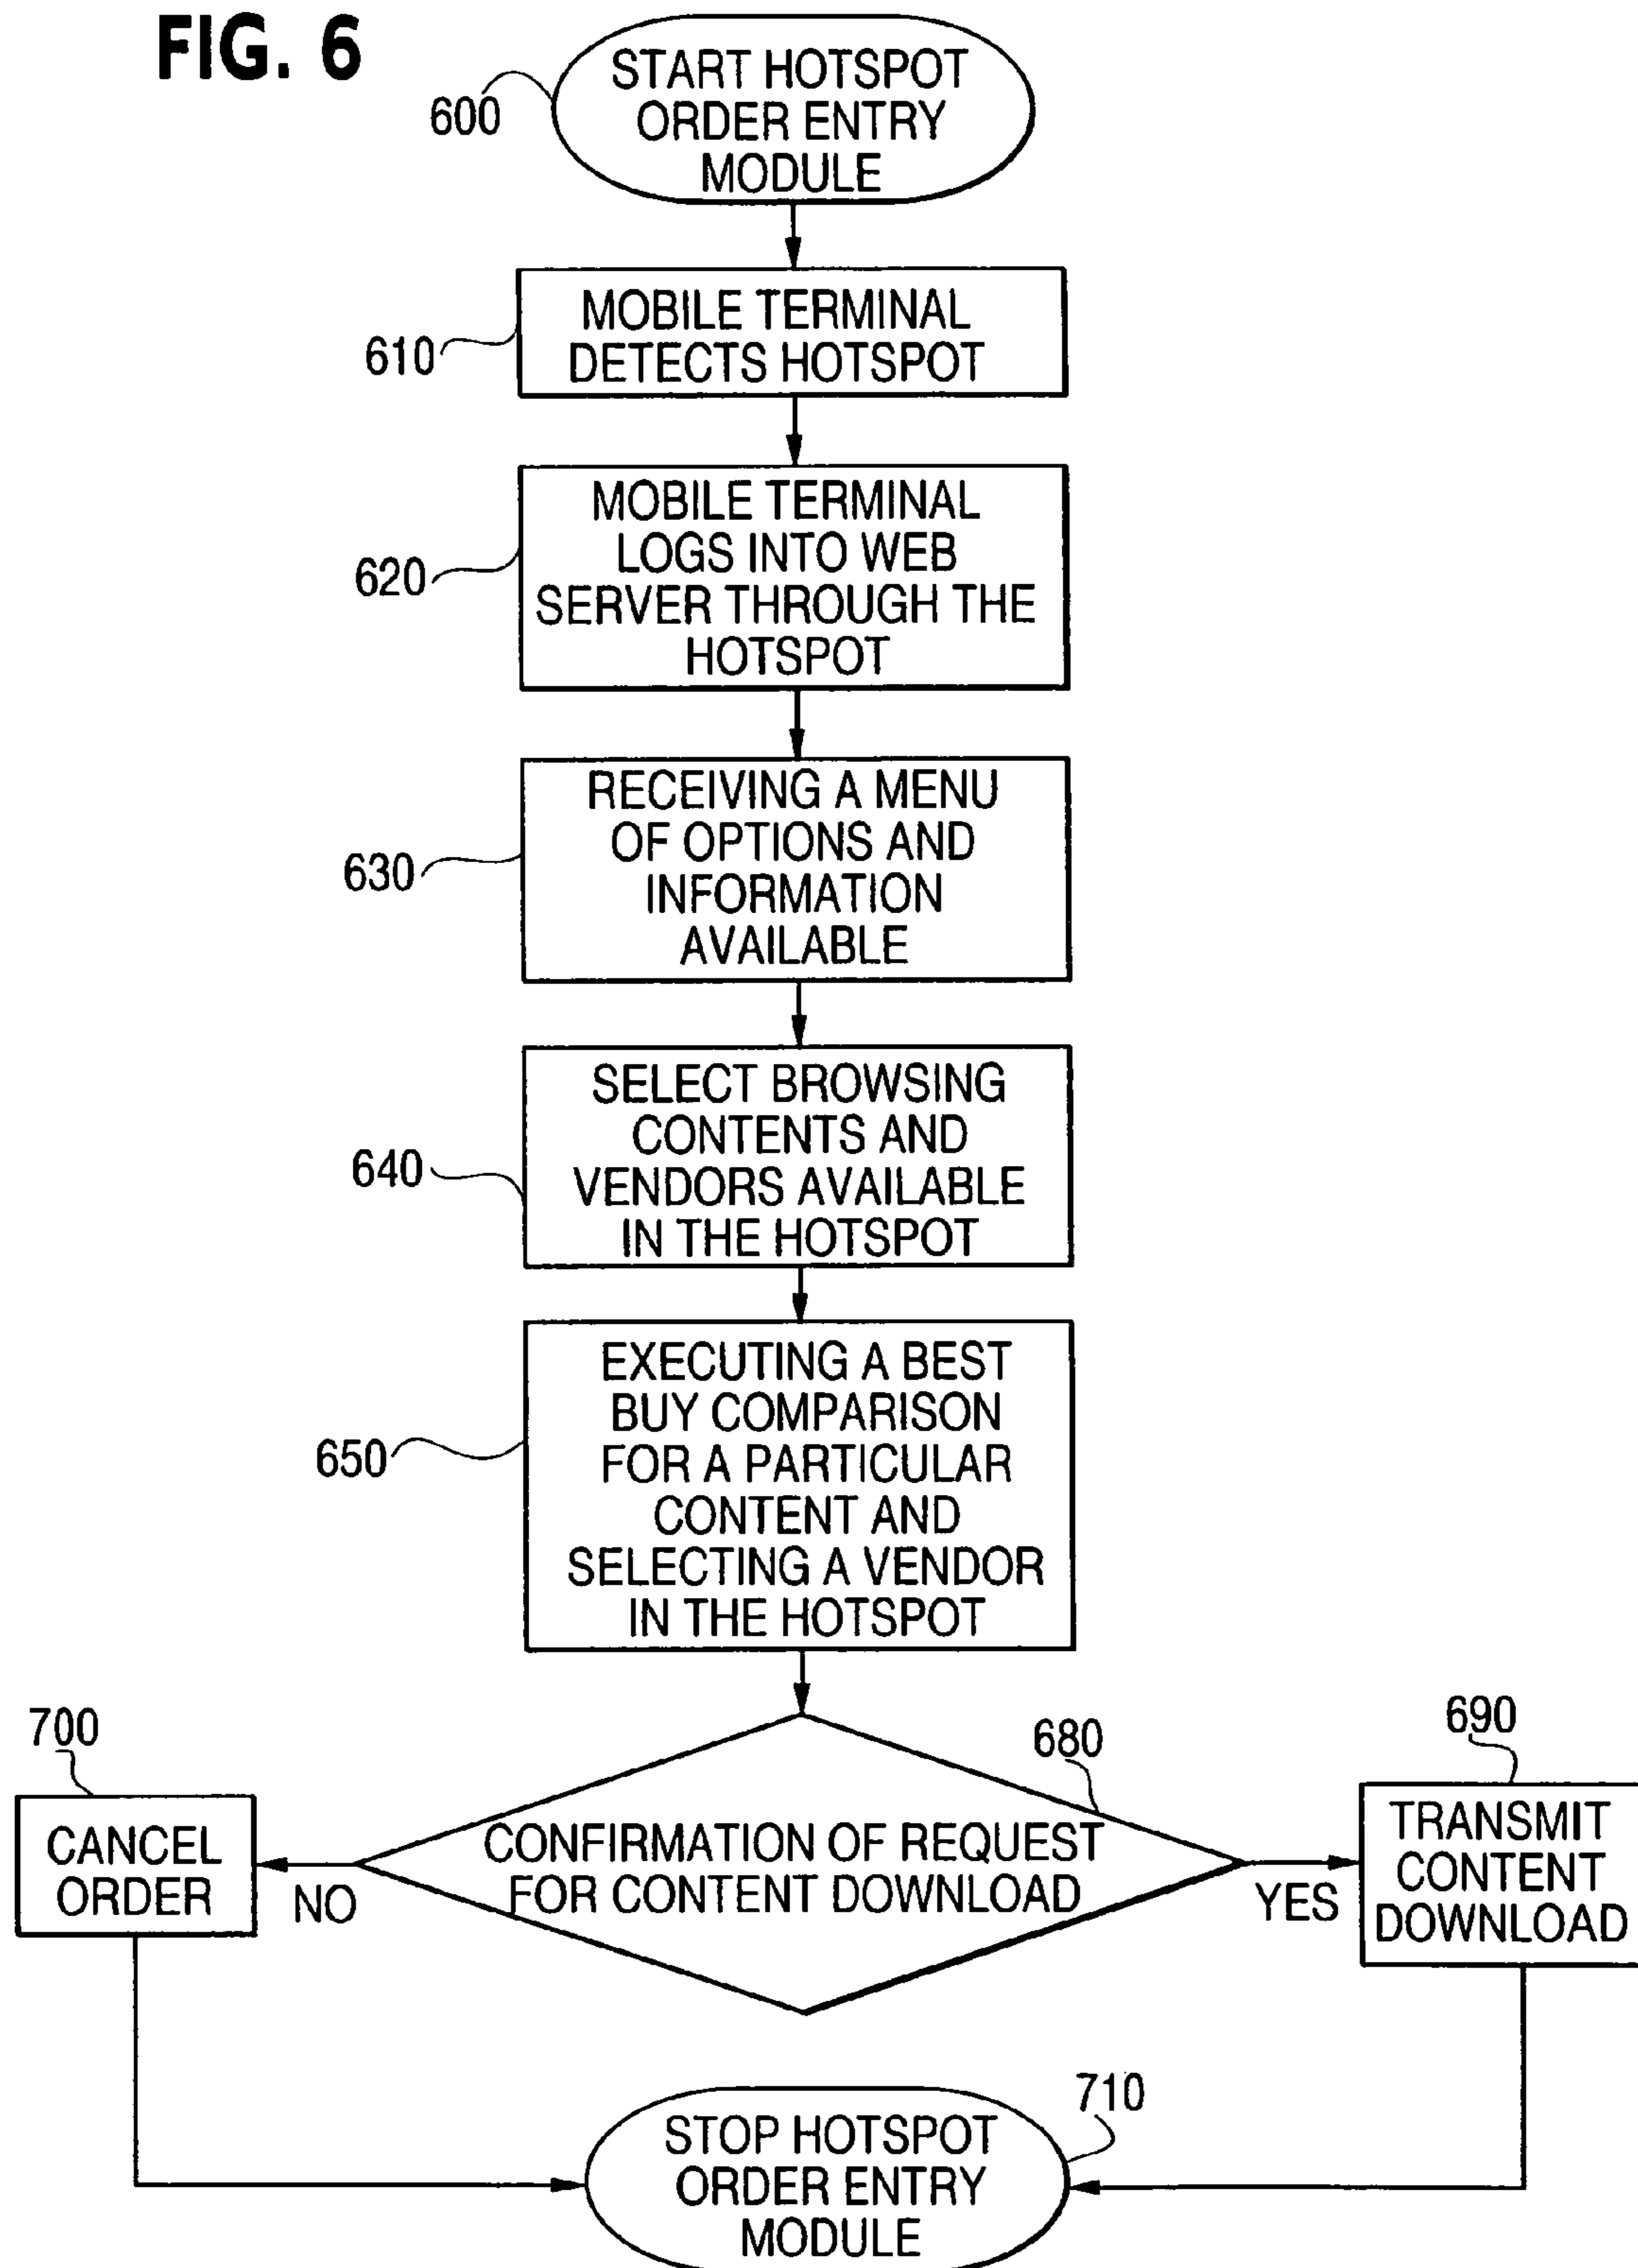 FIG. 6
600
START HOTSPOT
ORDER ENTRY
MODULE
610
MOBILE TERMINAL
DETECTS HOTSPOT
620
MOBILE TERMINAL
LOGS INTO WEB
SERVER THROUGH THE
HOTSPOT
630
RECEIVING A MENU
OF OPTIONS AND
INFORMATION
AVAILABLE
640
SELECT BROWSING
CONTENTS AND
VENDORS AVAILABLE
IN THE HOTSPOT
650
EXECUTING A BEST
BUY COMPARISON
FOR A PARTICULAR
CONTENT AND
SELECTING A VENDOR
IN THE HOTSPOT
700
CANCEL
ORDER
NO
680
CONFIRMATION OF REQUEST
FOR CONTENT DOWNLOAD
YES
690
TRANSMIT
CONTENT
DOWNLOAD
710
STOP HOTSPOT
ORDER ENTRY
MODULE